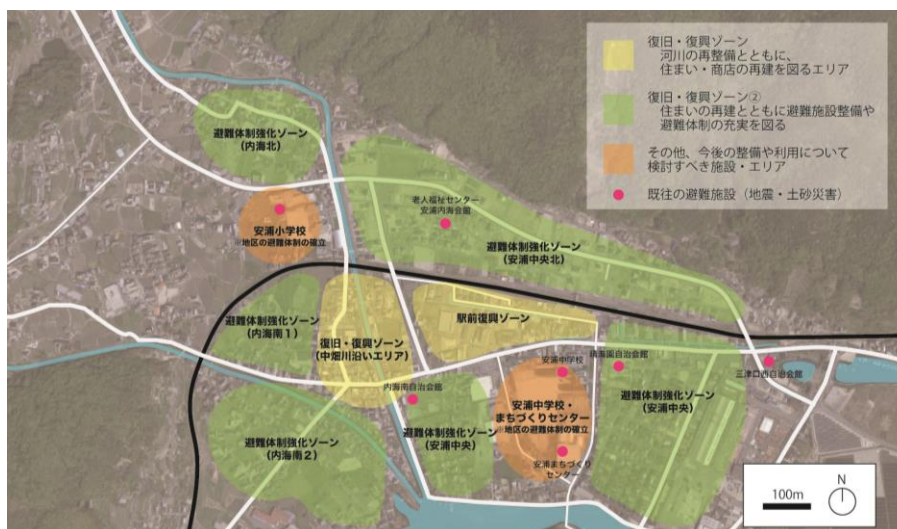 復旧・復興ゾーン
河川の再整備とともに、
住まい・商店の再建を図るエリア
復旧・復興ゾーン②
住まいの再建とともに避難施設整備や
避難体制の充実を図る
その他、今後の整備や利用について
検討すべき施設・エリア
既往の避難施設（地震・土砂災害）
避難体制強化ゾーン
（内海北）
老人福祉センター
安浦内海会館
安浦小学校
地区の避難体制の確立
避難体制強化ゾーン
（安浦中央北）
避難体制強化ゾーン
（内海南１）
復旧・復興ゾーン
（中畑川沿いエリア）
駅前復興ゾーン
安浦中学校
晴海園自治会館
三津口西自治会館
内海南自治会館
安浦中学校・
まちづくりセンター
地区の避難体制の確立
避難体制強化ゾーン
（安浦中央）
避難体制強化ゾーン
（安浦中央）
避難体制強化ゾーン
（内海南２）
安浦まちづくり
センター
100m
N